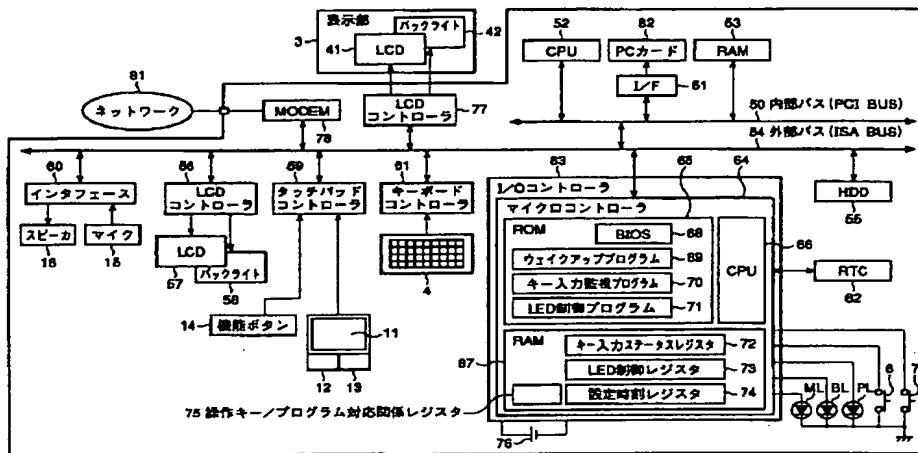 表示部
3
バックライト
42
41
LCD
52
CPU
82
PCカード
53
RAM
I/F
51
81
ネットワーク
MODEM
78
LCD
コントローラ
77
50 内部バス(PCI BUS)
54 外部バス(ISA BUS)
60
インタフェース
56
LCD
コントローラ
59
タッチパッド
コントローラ
61
キーボード
コントローラ
63
65
64
I/Oコントローラ
マイクロコントローラ
HDD
55
スピーカ
16
マイク
15
LCD
57
バックライト
58
4
ROM
BIOS
68
ウェイクアッププログラム
69
キー入力監視プログラム
70
LED制御プログラム
71
CPU
66
RTC
62
14
機能ボタン
11
12
13
67
RAM
キー入力ステータスレジスタ
72
LED制御レジスタ
73
設定時刻レジスタ
74
75 操作キー/プログラム対応関係レジスタ
76
ML
BL
PL
6
7